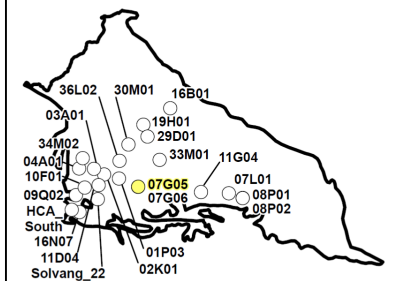 16B01
36L02
30M01
19H01
29D01
03A01
34M02
33M01
11G04
04A01
10F01
07G05
07L01
09Q02
07G06
08P01
HCA
08P02
South
16N07
01P03
11D04
02K01
Solvang_22